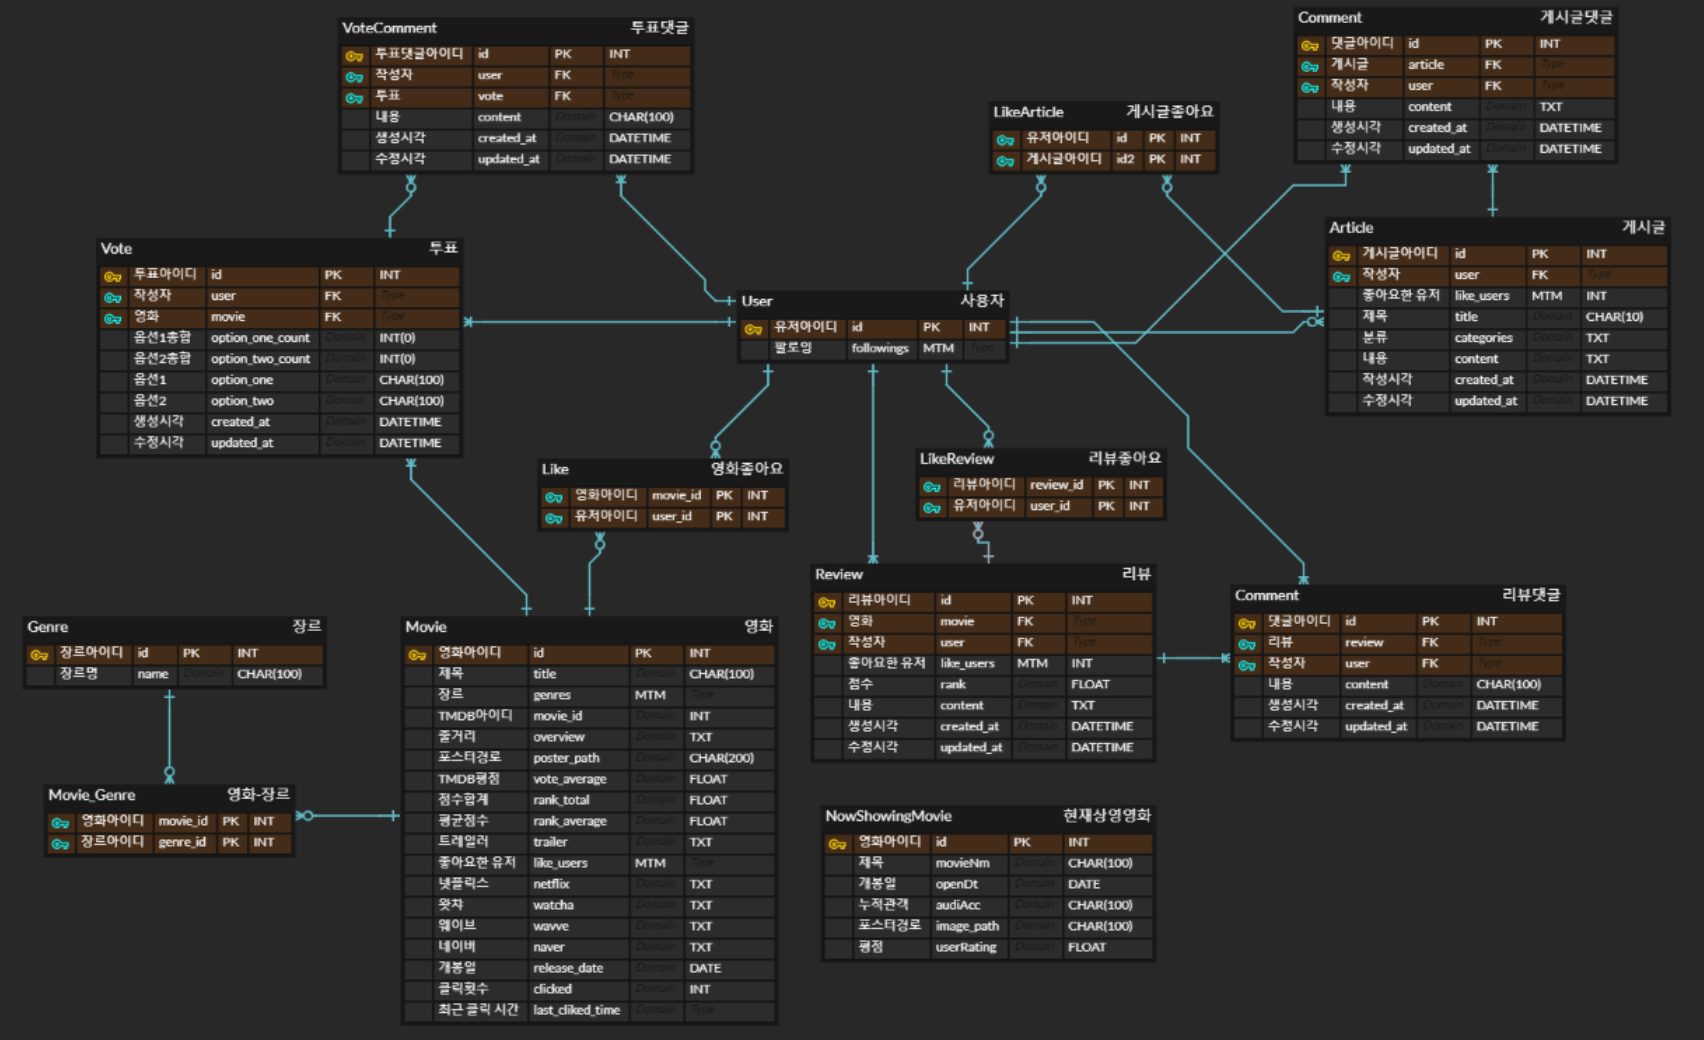 VoteComment 투표댓글
투표댓글아이디 id PK INT
작성자 user FK Type
투표 vote FK Type
내용 content Domain CHAR(100)
생성시각 created_at Domain DATETIME
수정시각 updated_at Domain DATETIME
LikeArticle 게시글좋아요
유저아이디 id PK INT
게시글아이디 id2 PK INT
Comment 게시글댓글
댓글아이디 id PK INT
게시글 article FK Type
작성자 user FK Type
내용 content Domain TXT
생성시각 created_at Domain DATETIME
수정시각 updated_at Domain DATETIME
Vote 투표
투표아이디 id PK INT
작성자 user FK Type
영화 movie FK Type
옵션1총합 option_one_count Domain INT(0)
옵션2총합 option_two_count Domain INT(0)
옵션1 option_one Domain CHAR(100)
옵션2 option_two Domain CHAR(100)
생성시각 created_at Domain DATETIME
수정시각 updated_at Domain DATETIME
User 사용자
유저아이디 id PK INT
팔로잉 followings MTM Type
Article 게시글
게시글아이디 id PK INT
작성자 user FK Type
좋아요한 유저 like_users MTM INT
제목 title Domain CHAR(10)
분류 categories Domain TXT
내용 content Domain TXT
작성시각 created_at Domain DATETIME
수정시각 updated_at Domain DATETIME
Like 영화좋아요
영화아이디 movie_id PK INT
유저아이디 user_id PK INT
LikeReview 리뷰좋아요
리뷰아이디 review_id PK INT
유저아이디 user_id PK INT
Genre 장르
장르아이디 id PK INT
장르명 name Domain CHAR(100)
Movie_Genre 영화-장르
영화아이디 movie_id PK INT
장르아이디 genre_id PK INT
Movie 영화
영화아이디 id PK INT
제목 title Domain CHAR(100)
장르 genres MTM Type
TMDB아이디 movie_id Domain INT
줄거리 overview Domain TXT
포스터경로 poster_path Domain CHAR(200)
TMDB평점 vote_average Domain FLOAT
점수합계 rank_total Domain FLOAT
평균점수 rank_average Domain FLOAT
트레일러 trailer Domain TXT
좋아요한 유저 like_users MTM Type
넷플릭스 netflix Domain TXT
왓챠 watcha Domain TXT
웨이브 wavve Domain TXT
네이버 naver Domain TXT
개봉일 release_date Domain DATE
클릭횟수 clicked Domain INT
최근 클릭 시간 last_cliked_time Domain Type
Review 리뷰
리뷰아이디 id PK INT
영화 movie FK Type
작성자 user FK Type
좋아요한 유저 like_users MTM INT
점수 rank Domain FLOAT
내용 content Domain TXT
생성시각 created_at Domain DATETIME
수정시각 updated_at Domain DATETIME
Comment 리뷰댓글
댓글아이디 id PK INT
리뷰 review FK Type
작성자 user FK Type
내용 content Domain CHAR(100)
생성시각 created_at Domain DATETIME
수정시각 updated_at Domain DATETIME
NowShowingMovie 현재상영영화
영화아이디 id PK INT
제목 movieNm Domain CHAR(100)
개봉일 openDt Domain DATE
누적관객 audiAcc Domain CHAR(100)
포스터경로 image_path Domain CHAR(100)
평점 userRating Domain FLOAT